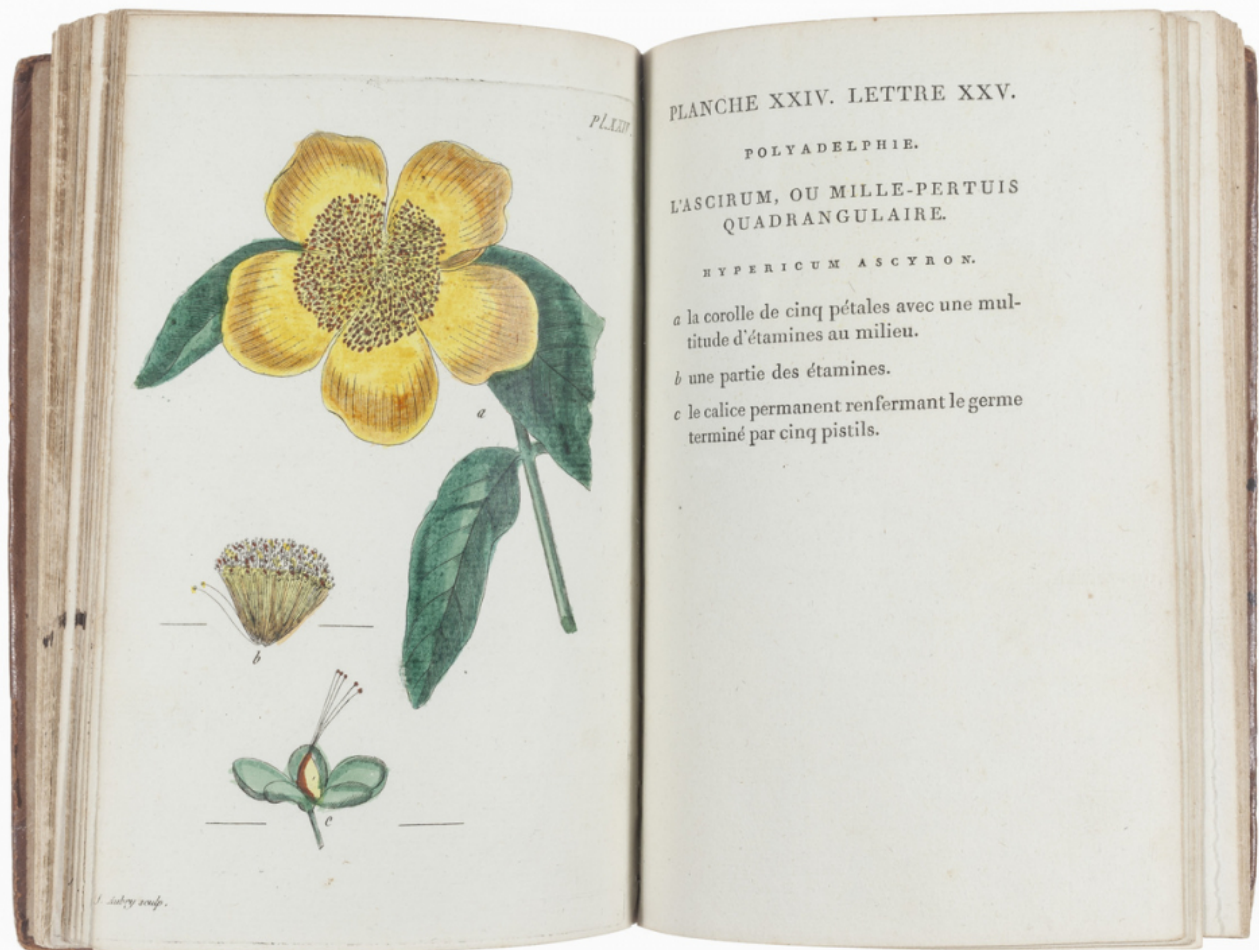 Pl. XXIV.
a
b
c
Aubry sculp.
PLANCHE XXIV. LETTRE XXV.
POLYADELPHIE.
L'ASCIRUM, OU MILLE-PERTUIS
QUADRANGULAIRE.
HYPERICUM ASCYRON.
a la corolle de cinq pétales avec une mul-
titude d'étamines au milieu.
b une partie des étamines.
c le calice permanent renfermant le germe
terminé par cinq pistils.